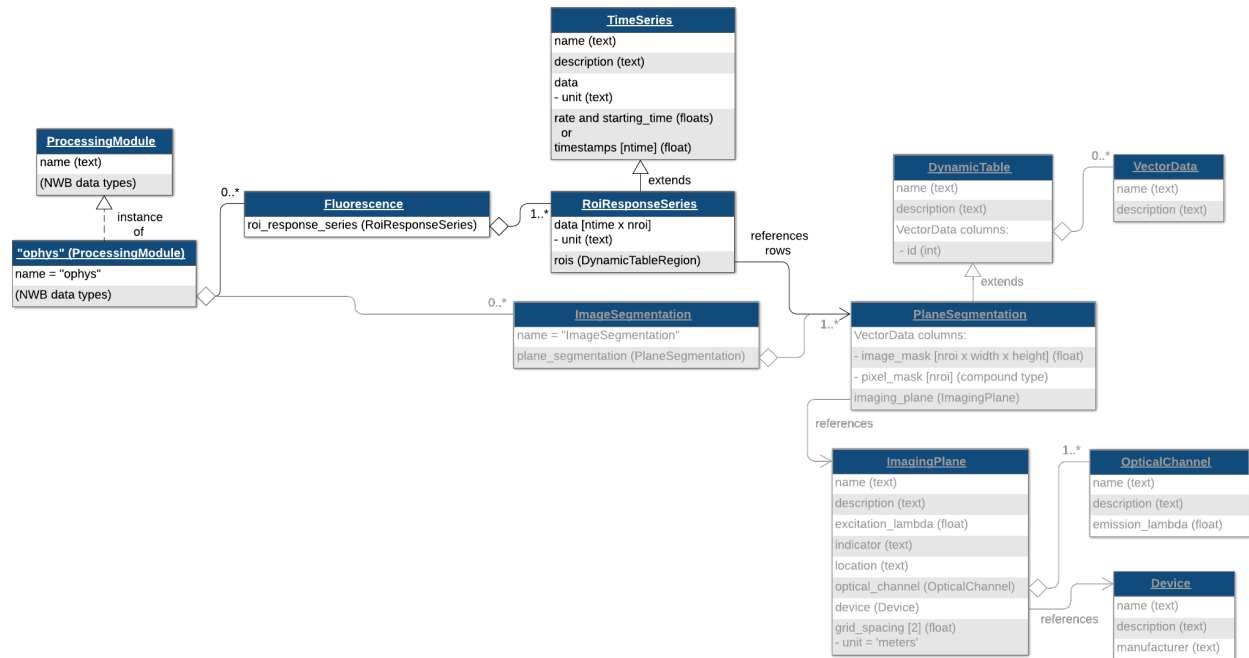 TimeSeries
name (text)
description (text)
data
- unit (text)
rate and starting_time (floats)
or
timestamps [ntime] (float)
ProcessingModule
name (text)
(NWB data types)
instance
of
"ophys" (ProcessingModule)
name = "ophys"
(NWB data types)
0..*
Fluorescence
roi_response_series (RoiResponseSeries)
1..*
extends
RoiResponseSeries
data [ntime x nroi]
- unit (text)
rois (DynamicTableRegion)
references
rows
DynamicTable
name (text)
description (text)
VectorData columns:
- id (int)
0..*
VectorData
name (text)
description (text)
extends
0..*
ImageSegmentation
name = "ImageSegmentation"
plane_segmentation (PlaneSegmentation)
1..*
PlaneSegmentation
VectorData columns:
- image_mask [nroi x width x height] (float)
- pixel_mask [nroi] (compound type)
imaging_plane (ImagingPlane)
references
ImagingPlane
name (text)
description (text)
excitation_lambda (float)
indicator (text)
location (text)
optical_channel (OpticalChannel)
device (Device)
grid_spacing [2] (float)
- unit = 'meters'
1..*
OpticalChannel
name (text)
description (text)
emission_lambda (float)
references
Device
name (text)
description (text)
manufacturer (text)